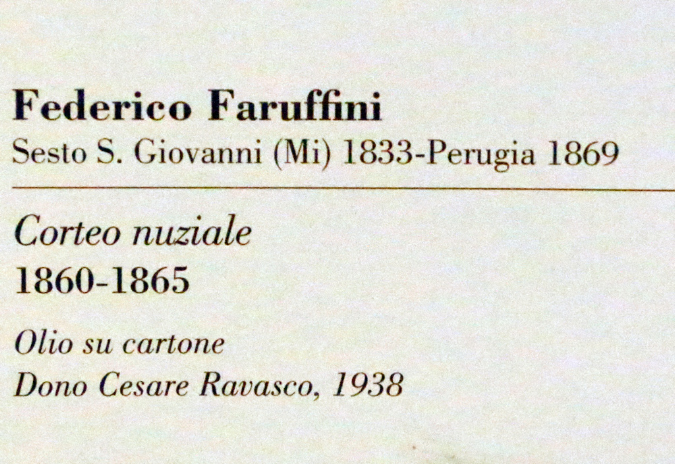 Federico Faruffini
Sesto S. Giovanni (Mi) 1833-Perugia 1869
Corteo nuziale
1860-1865
Olio su cartone
Dono Cesare Ravasco, 1938